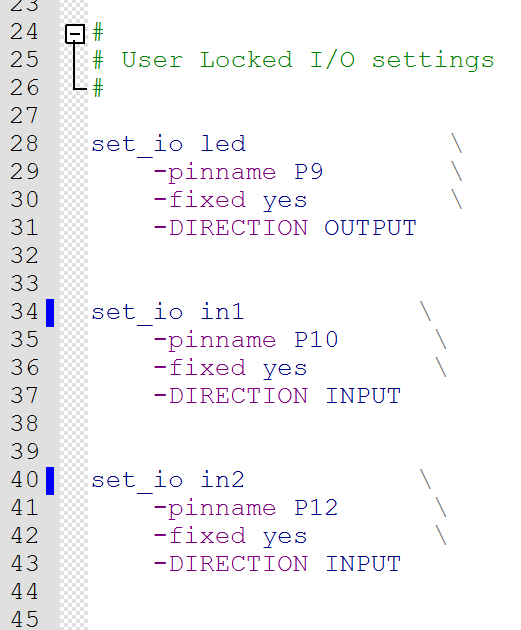 23
24 #
25 # User Locked I/O settings
26 #
27
28 set_io led \
29 -pinname P9 \
30 -fixed yes \
31 -DIRECTION OUTPUT
32
33
34 set_io in1 \
35 -pinname P10 \
36 -fixed yes \
37 -DIRECTION INPUT
38
39
40 set_io in2 \
41 -pinname P12 \
42 -fixed yes \
43 -DIRECTION INPUT
44
45